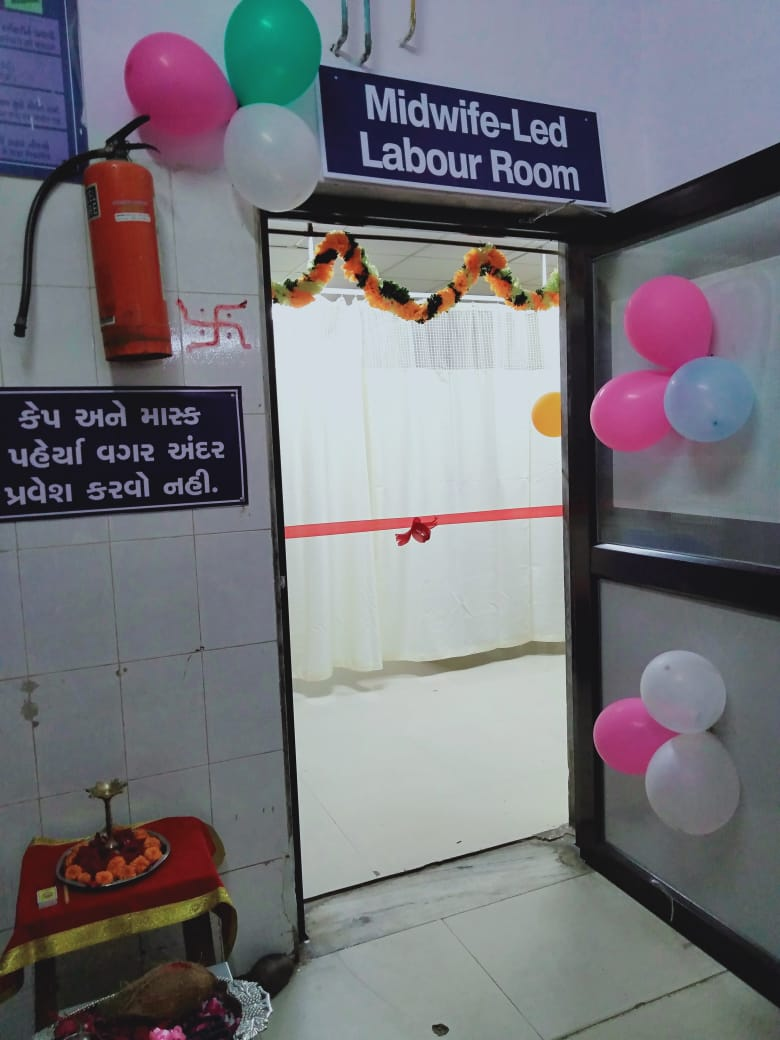 Midwife-Led
Labour Room
કેપ અને માસ્ક
પહેર્યા વગર અંદર
પ્રવેશ કરવો નહી.